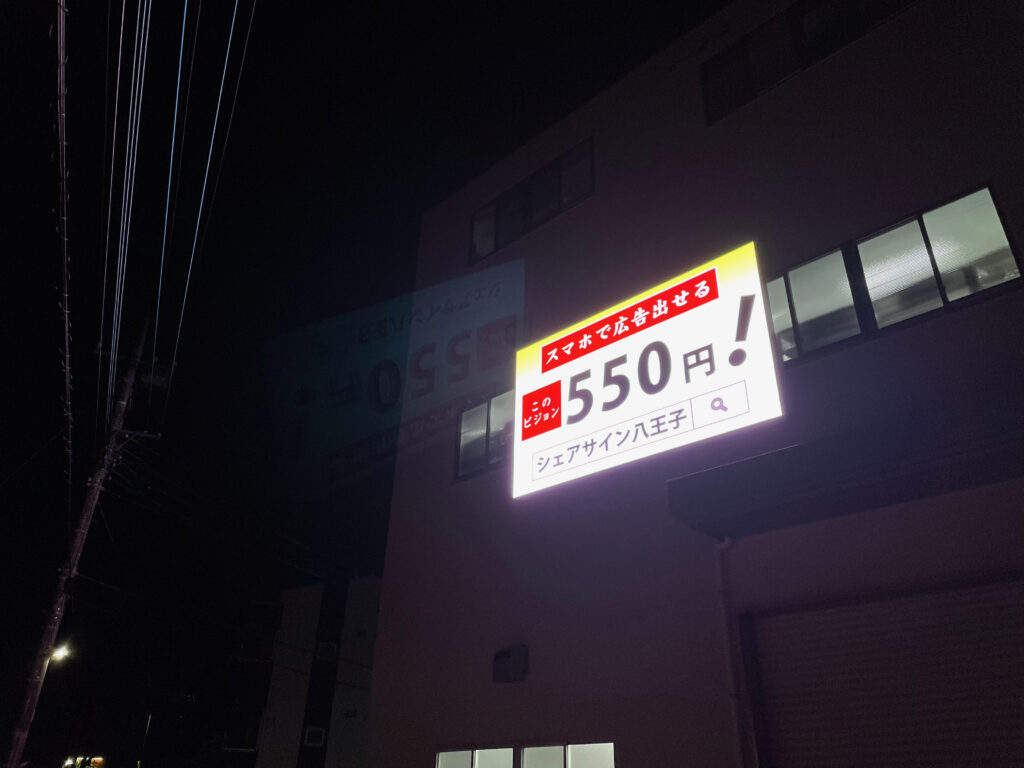 スマホで広告出せる
この
ビジョン
550円!
シェアサイン八王子